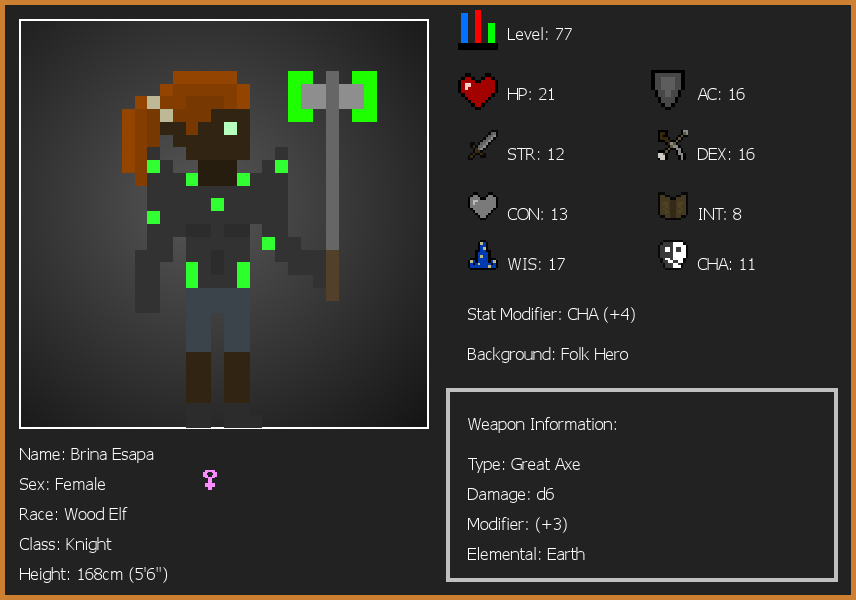 Level: 77
HP: 21
AC: 16
STR: 12
DEX: 16
CON: 13
INT: 8
WIS: 17
CHA: 11
Stat Modifier: CHA (+4)
Background: Folk Hero
Weapon Information:
Type: Great Axe
Damage: d6
Modifier: (+3)
Elemental: Earth
Name: Brina Esapa
Sex: Female
Race: Wood Elf
Class: Knight
Height: 168cm (5'6")